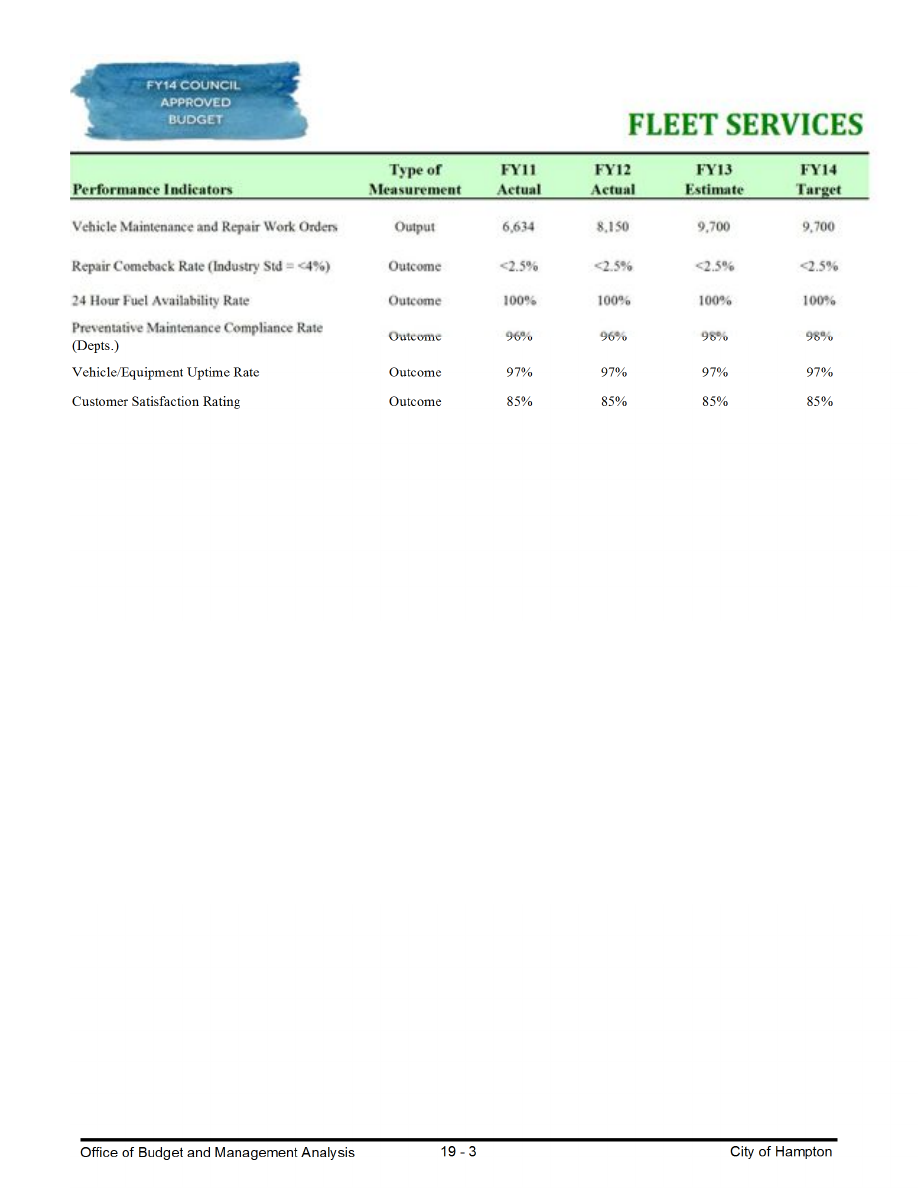 FY14 COUNCIL
APPROVED
BUDGET
FLEET SERVICES
Performance Indicators Type of Measurement FY11 Actual FY12 Actual FY13 Estimate FY14 Target
Vehicle Maintenance and Repair Work Orders Output 6,634 8,150 9,700 9,700
Repair Comeback Rate (Industry Std = <4%) Outcome <2.5% <2.5% <2.5% <2.5%
24 Hour Fuel Availability Rate Outcome 100% 100% 100% 100%
Preventative Maintenance Compliance Rate (Depts.) Outcome 96% 96% 98% 98%
Vehicle/Equipment Uptime Rate Outcome 97% 97% 97% 97%
Customer Satisfaction Rating Outcome 85% 85% 85% 85%
Office of Budget and Management Analysis 19 - 3 City of Hampton